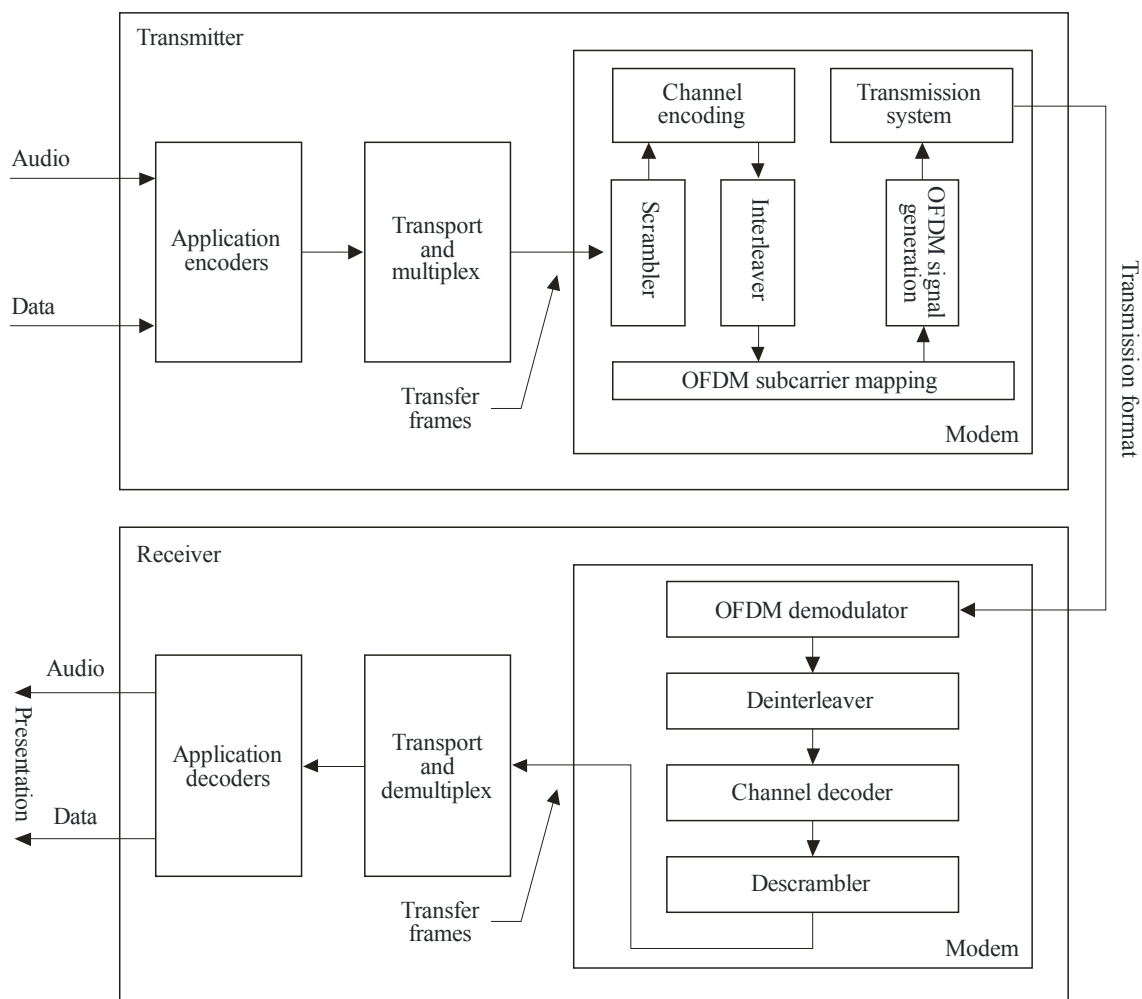 Transmitter
Audio
Data
Application
encoders
Transport
and
multiplex
Transfer
frames
Scrambler
Channel
encoding
Interleaver
OFDM subcarrier mapping
OFDM signal
generation
Transmission
system
Modem
Transmission format
Receiver
OFDM demodulator
Deinterleaver
Channel decoder
Descrambler
Modem
Transfer
frames
Transport
and
demultiplex
Application
decoders
Audio
Data
Presentation